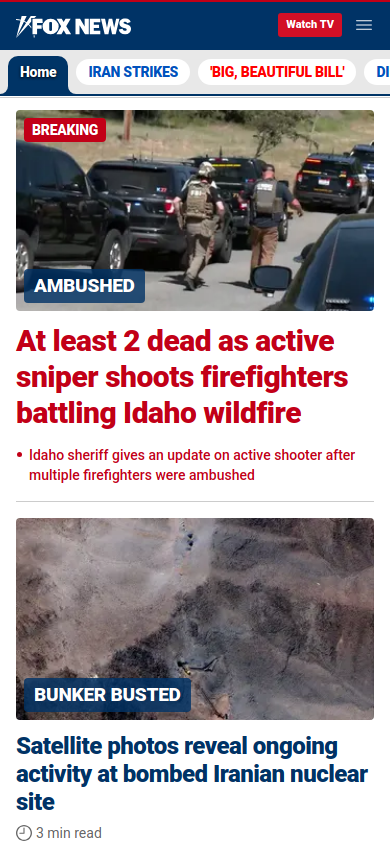 FOX NEWS
Watch TV
Home
IRAN STRIKES
'BIG, BEAUTIFUL BILL'
DI
BREAKING
AMBUSHED
At least 2 dead as active
sniper shoots firefighters
battling Idaho wildfire
Idaho sheriff gives an update on active shooter after
multiple firefighters were ambushed
BUNKER BUSTED
Satellite photos reveal ongoing
activity at bombed Iranian nuclear
site
3 min read